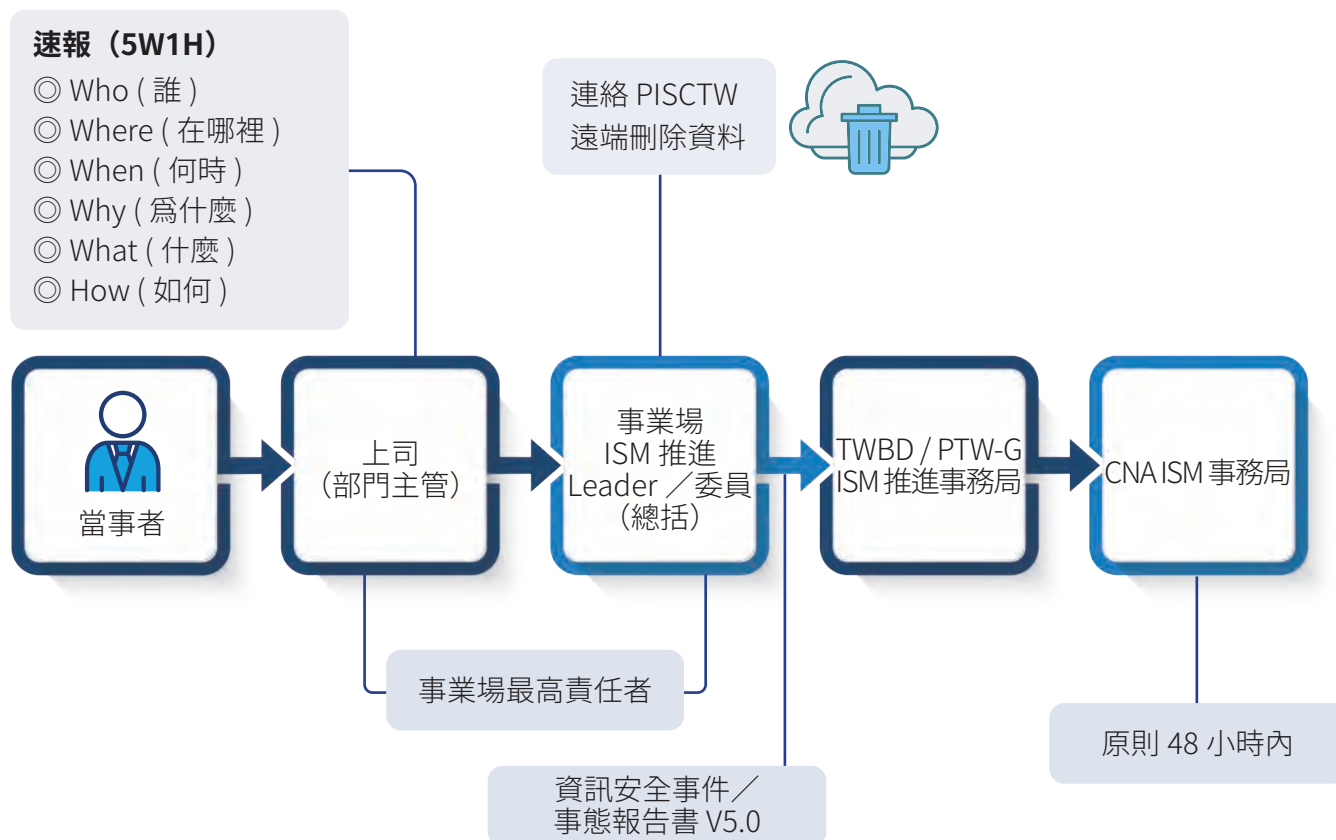 速報（5W1H）
◎ Who ( 誰 )
◎ Where ( 在哪裡 )
◎ When ( 何時 )
◎ Why ( 爲什麼 )
◎ What ( 什麼 )
◎ How ( 如何 )
連絡 PISCTW
遠端刪除資料
當事者
上司
（部門主管）
事業場
ISM 推進
Leader ／委員
（總括）
TWBD / PTW-G
ISM 推進事務局
CNA ISM 事務局
事業場最高責任者
資訊安全事件／
事態報告書 V5.0
原則 48 小時內